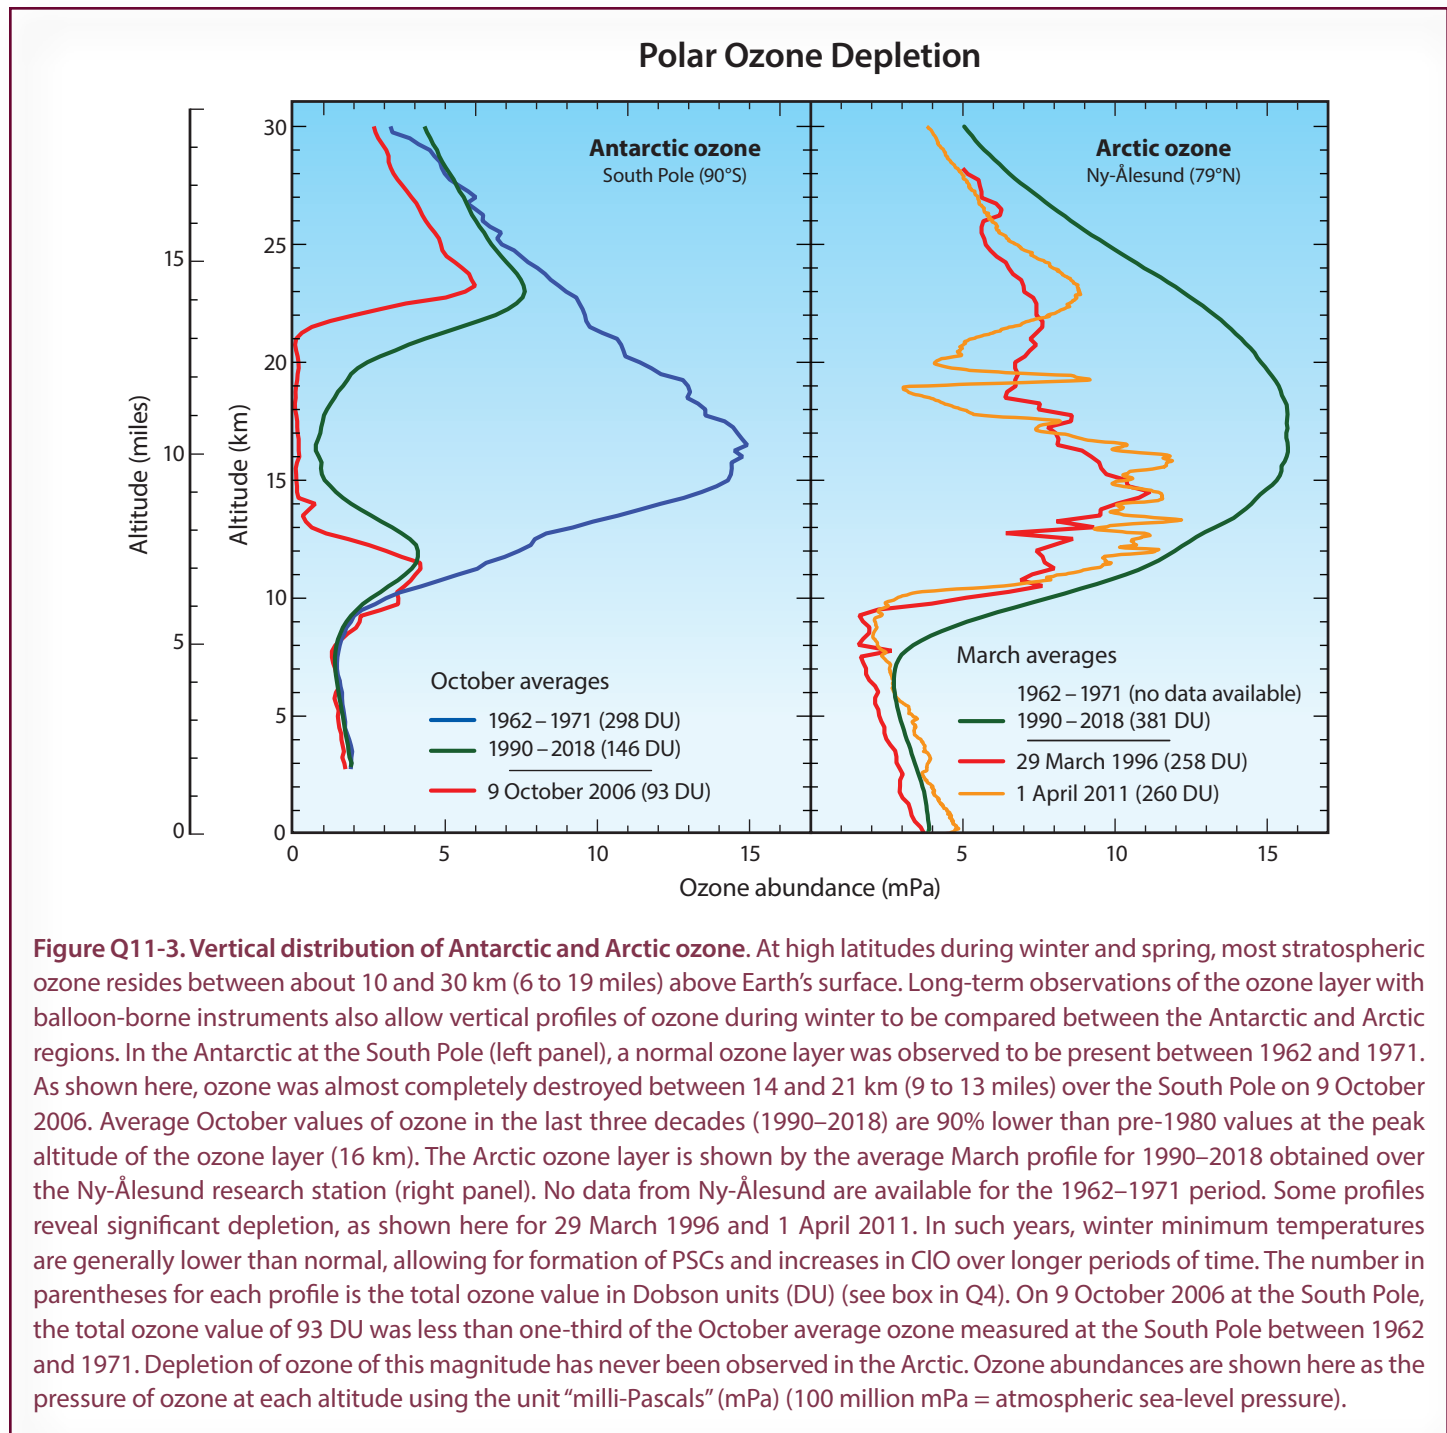 Polar Ozone Depletion
Altitude (miles)
15
10
5
0
Altitude (km)
30
25
20
15
10
5
0
Antarctic ozone
South Pole (90°S)
October averages
1962 – 1971 (298 DU)
1990 – 2018 (146 DU)
9 October 2006 (93 DU)
0 5 10 15
Arctic ozone
Ny-Ålesund (79°N)
March averages
1962 – 1971 (no data available)
1990 – 2018 (381 DU)
29 March 1996 (258 DU)
1 April 2011 (260 DU)
5 10 15
Ozone abundance (mPa)
Figure Q11-3. Vertical distribution of Antarctic and Arctic ozone. At high latitudes during winter and spring, most stratospheric
ozone resides between about 10 and 30 km (6 to 19 miles) above Earth’s surface. Long-term observations of the ozone layer with
balloon-borne instruments also allow vertical profiles of ozone during winter to be compared between the Antarctic and Arctic
regions. In the Antarctic at the South Pole (left panel), a normal ozone layer was observed to be present between 1962 and 1971.
As shown here, ozone was almost completely destroyed between 14 and 21 km (9 to 13 miles) over the South Pole on 9 October
2006. Average October values of ozone in the last three decades (1990–2018) are 90% lower than pre-1980 values at the peak
altitude of the ozone layer (16 km). The Arctic ozone layer is shown by the average March profile for 1990–2018 obtained over
the Ny-Ålesund research station (right panel). No data from Ny-Ålesund are available for the 1962–1971 period. Some profiles
reveal significant depletion, as shown here for 29 March 1996 and 1 April 2011. In such years, winter minimum temperatures
are generally lower than normal, allowing for formation of PSCs and increases in ClO over longer periods of time. The number in
parentheses for each profile is the total ozone value in Dobson units (DU) (see box in Q4). On 9 October 2006 at the South Pole,
the total ozone value of 93 DU was less than one-third of the October average ozone measured at the South Pole between 1962
and 1971. Depletion of ozone of this magnitude has never been observed in the Arctic. Ozone abundances are shown here as the
pressure of ozone at each altitude using the unit “milli-Pascals” (mPa) (100 million mPa = atmospheric sea-level pressure).